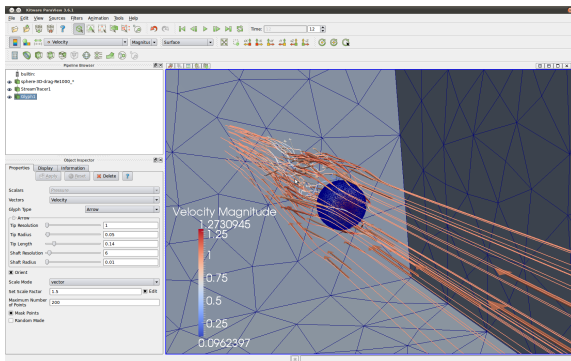 Kitware ParaView 3.6.1
File Edit View Sources Filters Animation Tools Help
Time: 12
Velocity Magnitu Surface
Pipeline Browser
builtin:
sphere-3D-drag-Re1000_*
StreamTracer1
Glyph1
Object Inspector
Properties Display Information
Apply Reset Delete ?
Scalars Pressure
Vectors Velocity
Glyph Type Arrow
Arrow
Tip Resolution 1
Tip Radius 0.05
Tip Length 0.14
Shaft Resolution 6
Shaft Radius 0.01
Orient
Scale Mode vector
Set Scale Factor 1.5 Edit
Maximum Number of Points 200
Mask Points
Random Mode
Velocity Magnitude
1.2730945
1.25
1
0.75
0.5
0.25
0.0962397